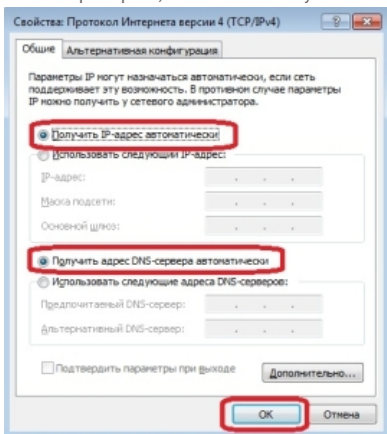 Свойства: Протокол Интернета версии 4 (TCP/IPv4)
Общие Альтернативная конфигурация
Параметры IP могут назначаться автоматически, если сеть
поддерживает эту возможность. В противном случае параметры
IP можно получить у сетевого администратора.
Получить IP-адрес автоматически
Использовать следующий IP-адрес:
IP-адрес:
Маска подсети:
Основной шлюз:
Получить адрес DNS-сервера автоматически
Использовать следующие адреса DNS-серверов:
Предпочитаемый DNS-сервер:
Альтернативный DNS-сервер:
Подтвердить параметры при выходе
Дополнительно...
ОК Отмена